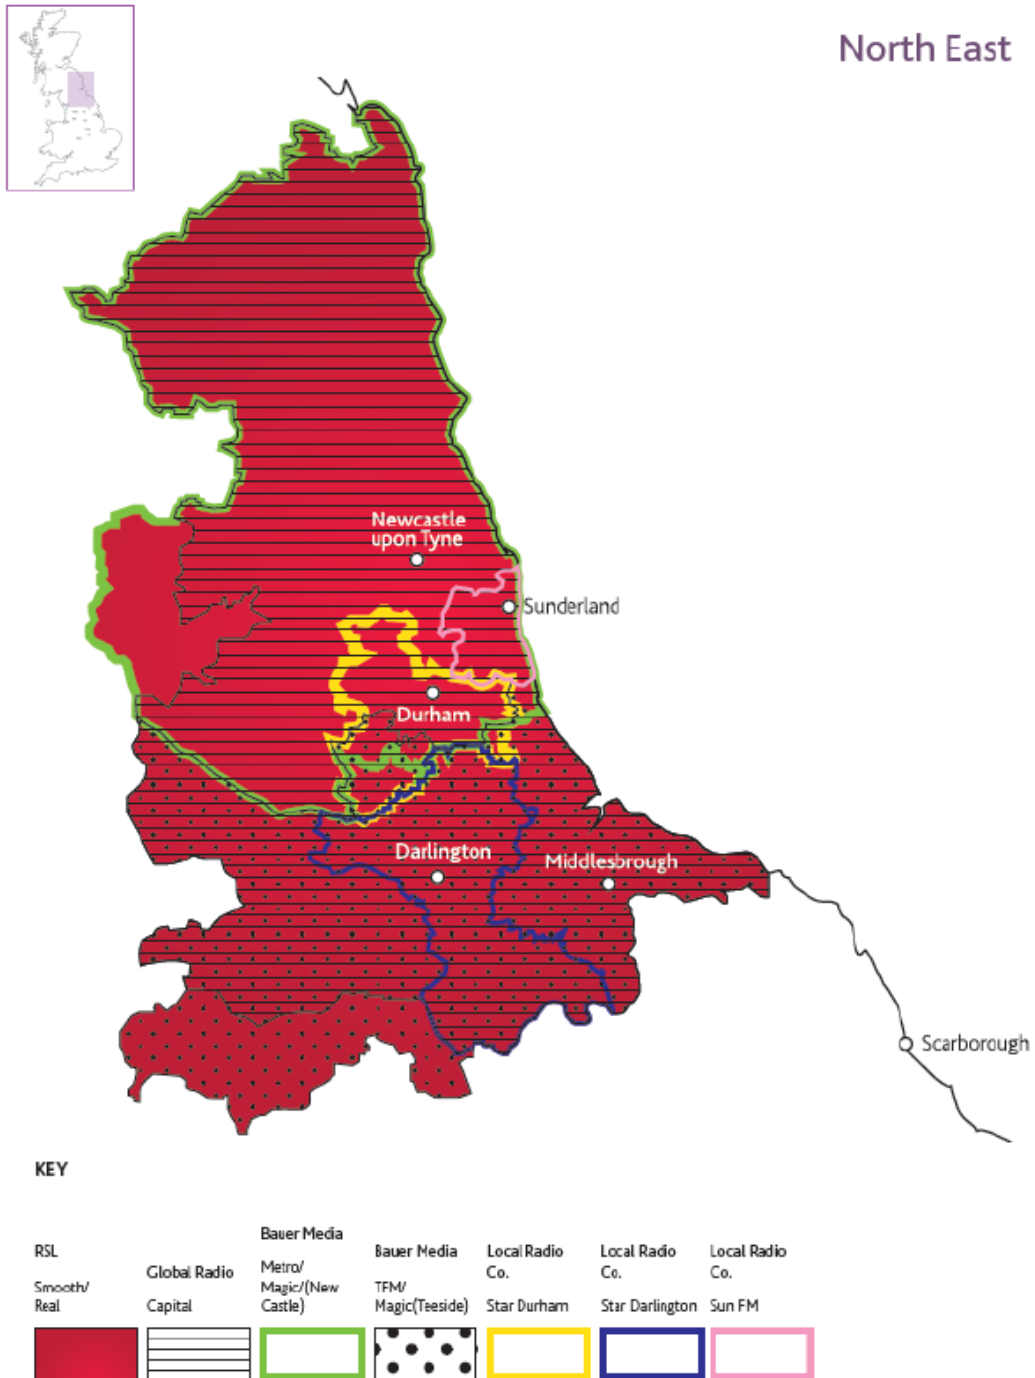 North East
Newcastle
upon Tyne
Sunderland
Durham
Darlington
Middlesbrough
Scarborough
KEY
RSL
Smooth/
Real
Global Radio
Capital
Bauer Media
Metro/
Magic/(New
Castle)
Bauer Media
TFM/
Magic(Teeside)
Local Radio
Co.
Star Durham
Local Radio
Co.
Star Darlington
Local Radio
Co.
Sun FM